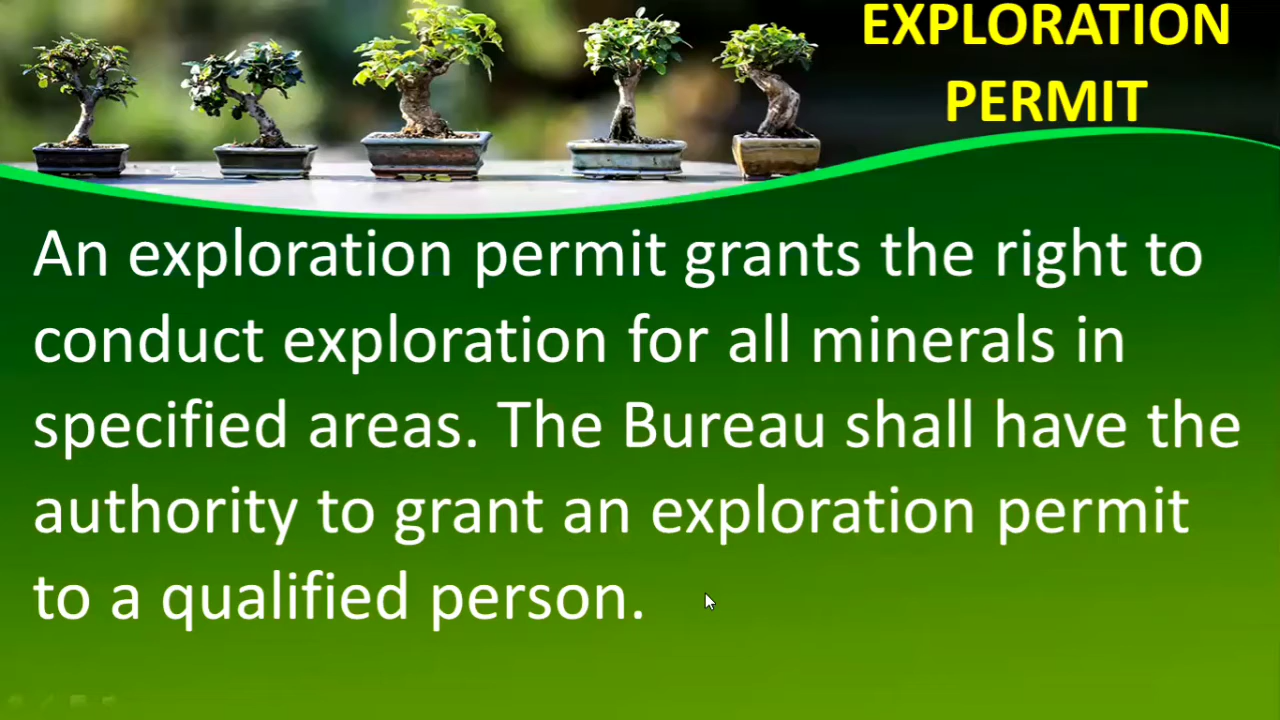 EXPLORATION
PERMIT
An exploration permit grants the right to
conduct exploration for all minerals in
specified areas. The Bureau shall have the
authority to grant an exploration permit
to a qualified person.